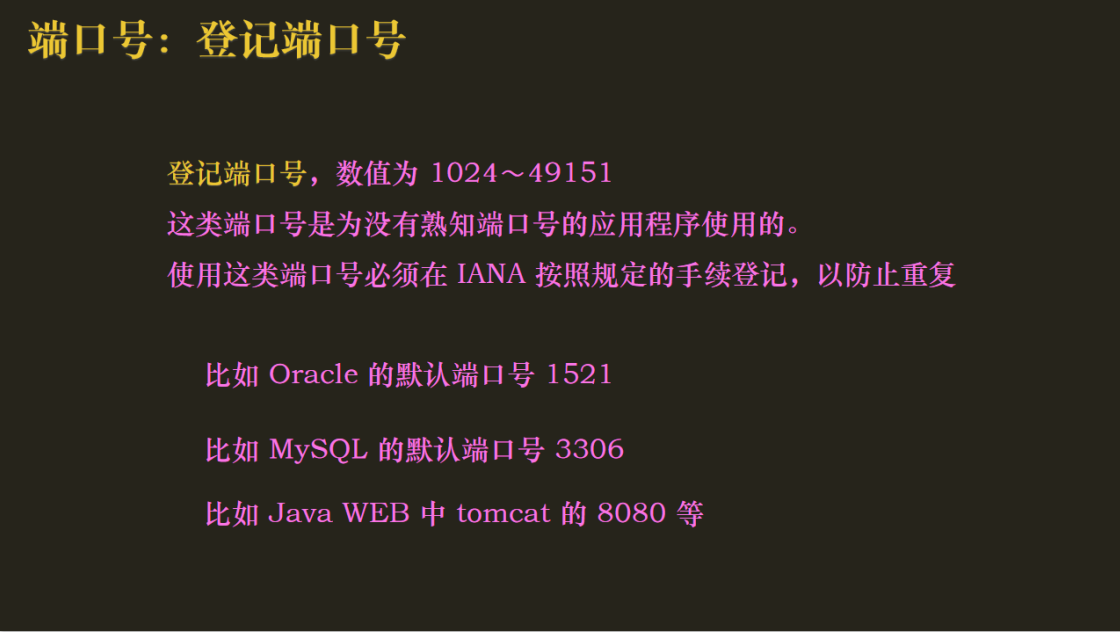 端口号：登记端口号
登记端口号，数值为 1024～49151
这类端口号是为没有熟知端口号的应用程序使用的。
使用这类端口号必须在 IANA 按照规定的手续登记，以防止重复
比如 Oracle 的默认端口号 1521
比如 MySQL 的默认端口号 3306
比如 Java WEB 中 tomcat 的 8080 等